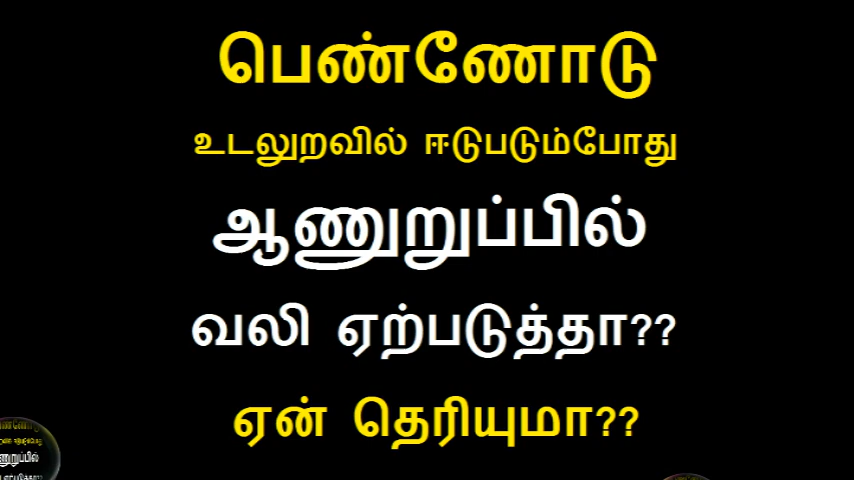 பெண்ணோடு
உடலுறவில் ஈடுபடும்போது
ஆணுறுப்பில்
வலி ஏற்படுத்தா??
ஏன் தெரியுமா??
ணுறுப்பில்